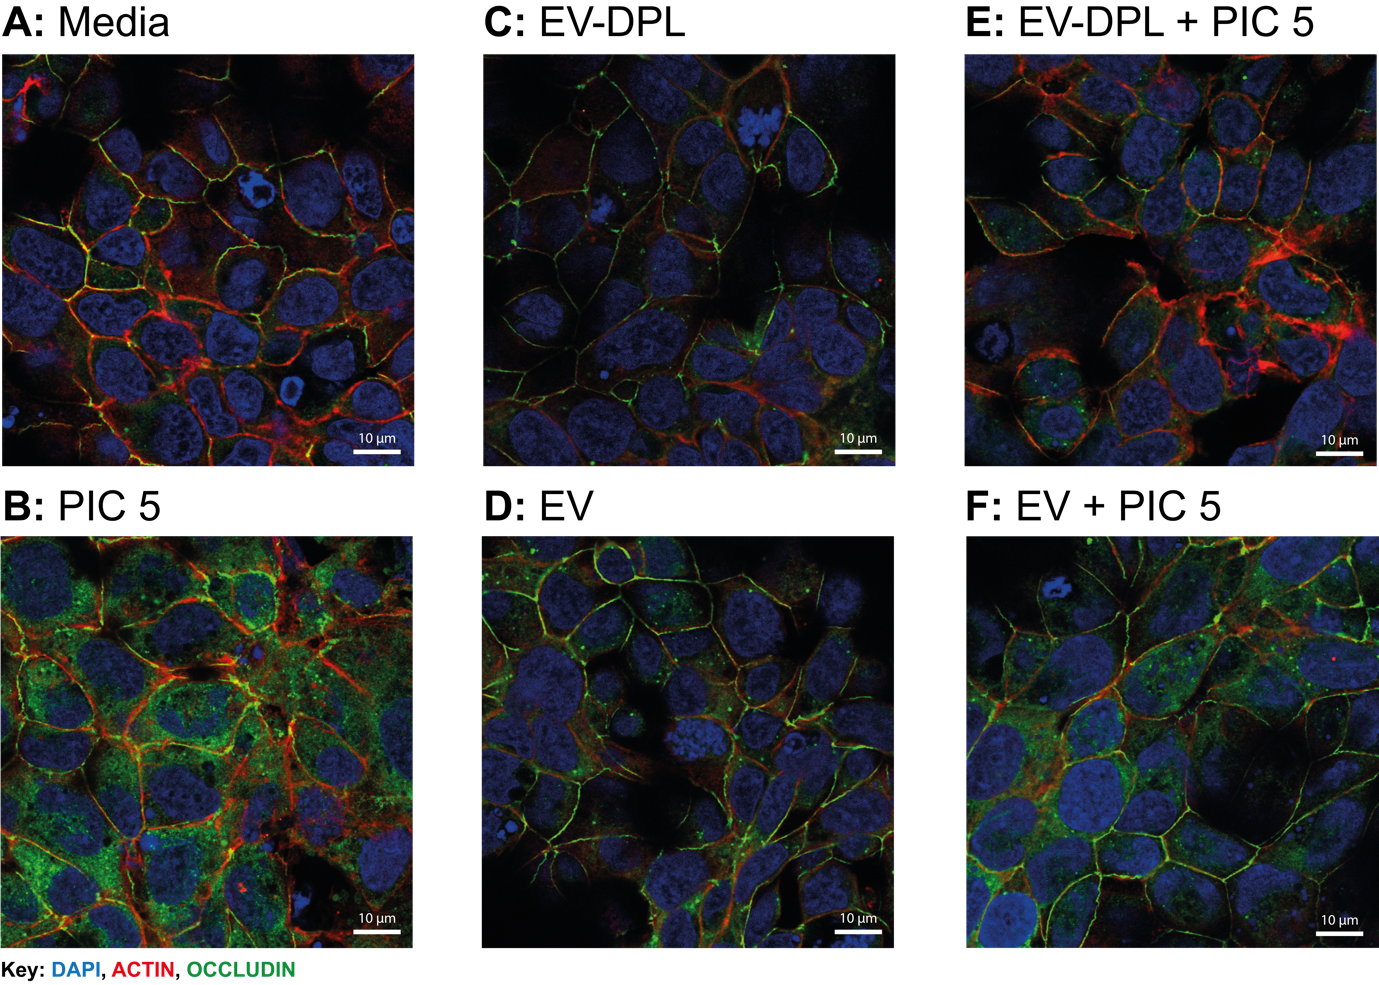 A: Media
C: EV-DPL
E: EV-DPL + PIC 5
10 µm
10 µm
10 µm
B: PIC 5
D: EV
F: EV + PIC 5
10 µm
10 µm
10 µm
Key: DAPI, ACTIN, OCCLUDIN